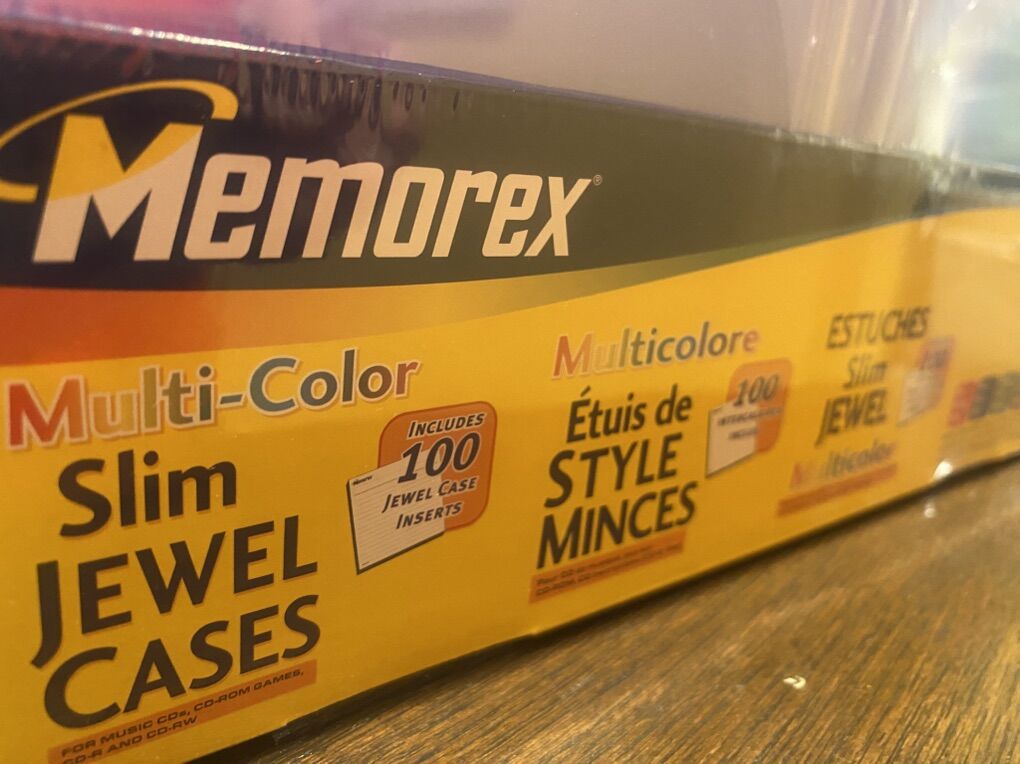 Memorex®
Multi-Color
Slim
JEWEL
CASES
FOR MUSIC CDs, CD-ROM GAMES,
CD-R AND CD-RW
INCLUDES
100
JEWEL CASE
INSERTS
Multicolore
Étuis de
STYLE
MINCES
100
ESTUCHES
Slim
JEWEL
Multicolor